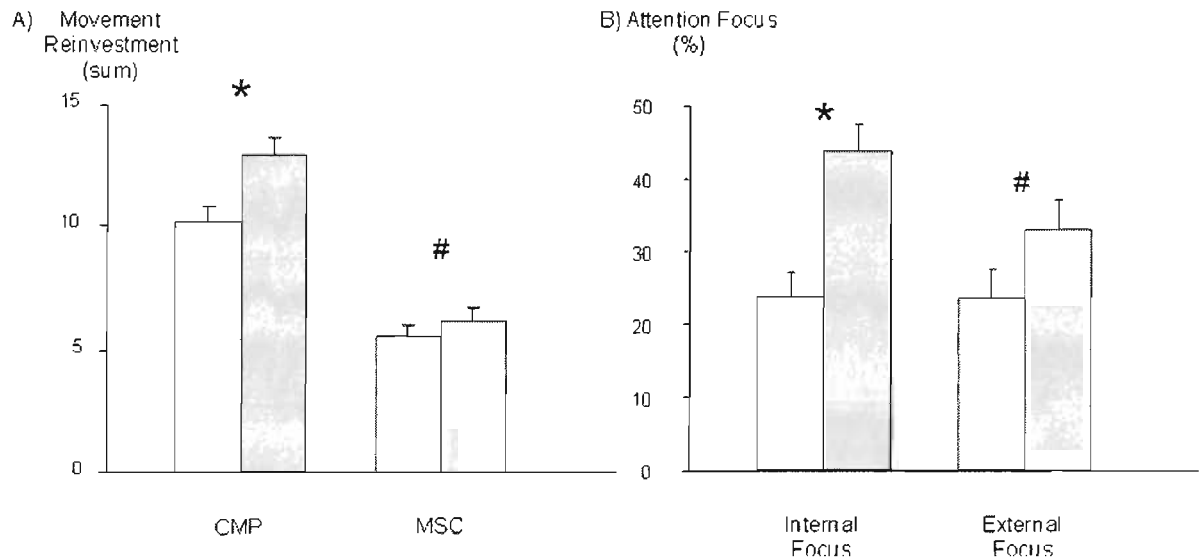 A) Movement
Reinvestment
(sum)
*
15
10
#
5
0
CMP MSC
B) Attention Focus
(%)
50
*
40
#
30
20
10
0
Internal External
Focus Focus